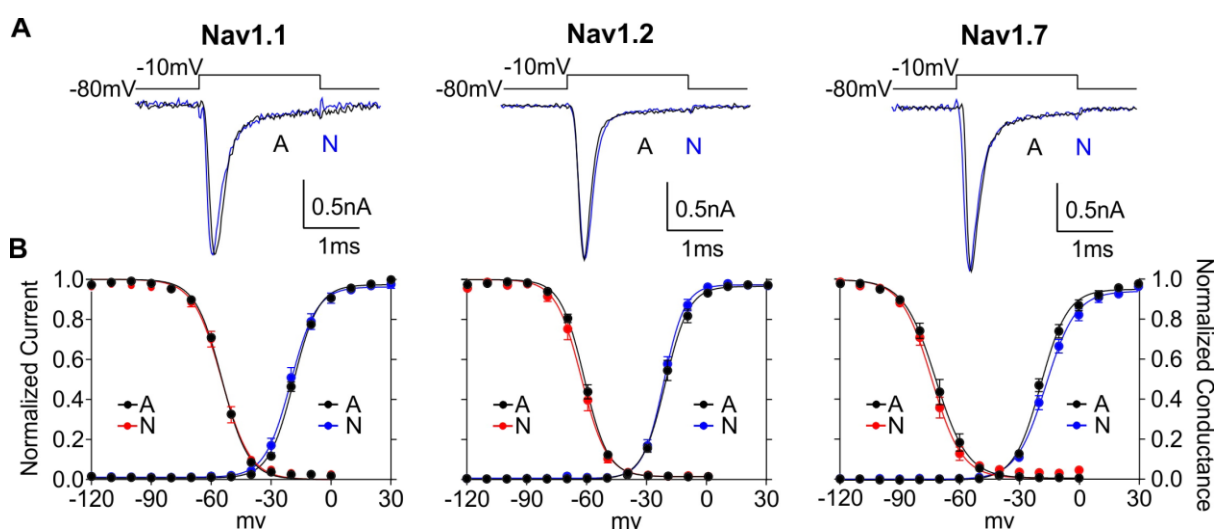 A
Nav1.1 Nav1.2 Nav1.7
-10mV -10mV -10mV
-80mV -80mV -80mV
A N A N A N
0.5nA 0.5nA 0.5nA
1ms 1ms 1ms
B
Normalized Current
1.0
0.8
0.6
0.4
0.2
0.0
A A
N N
-120 -90 -60 -30 0 30
mv
A A
N N
-120 -90 -60 -30 0 30
mv
A A
N N
-120 -90 -60 -30 0 30
mv
1.0
0.8
0.6
0.4
0.2
0.0
Normalized Conductance